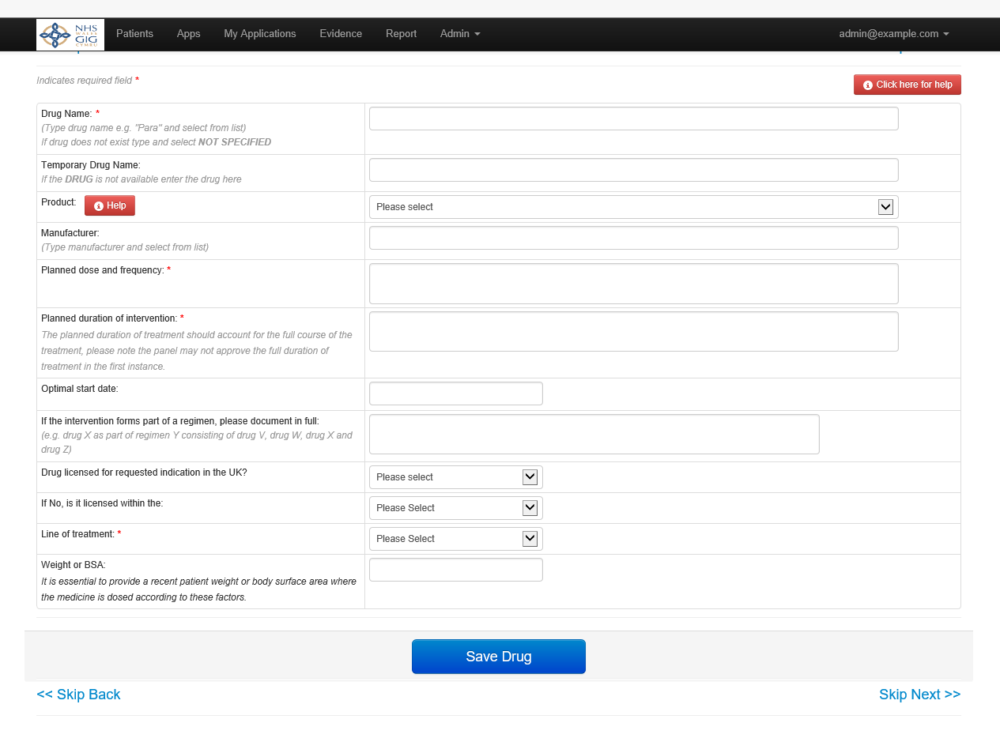 NHS
WALES
GIG
CYMRU
Patients Apps My Applications Evidence Report Admin admin@example.com
Indicates required field *
Click here for help
Drug Name: *
(Type drug name e.g. "Para" and select from list)
If drug does not exist type and select NOT SPECIFIED
Temporary Drug Name:
If the DRUG is not available enter the drug here
Product: Help Please select
Manufacturer:
(Type manufacturer and select from list)
Planned dose and frequency: *
Planned duration of intervention: *
The planned duration of treatment should account for the full course of the
treatment, please note the panel may not approve the full duration of
treatment in the first instance.
Optimal start date:
If the intervention forms part of a regimen, please document in full:
(e.g. drug X as part of regimen Y consisting of drug V, drug W, drug X and
drug Z)
Drug licensed for requested indication in the UK? Please select
If No, is it licensed within the: Please Select
Line of treatment: * Please Select
Weight or BSA:
It is essential to provide a recent patient weight or body surface area where
the medicine is dosed according to these factors.
Save Drug
<< Skip Back Skip Next >>